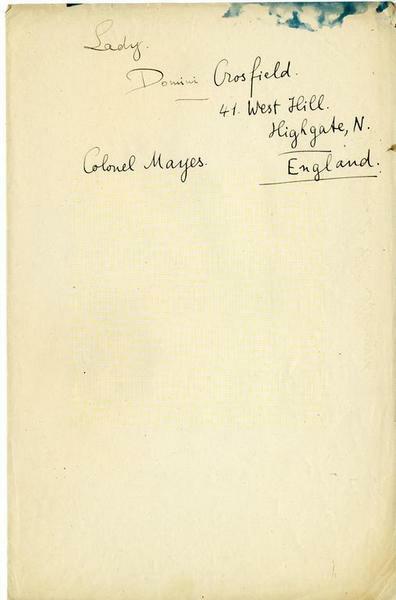 Lady.
Domini Crosfield.
41. West Hill.
Highgate, N.
England.
Colonel Mayes.